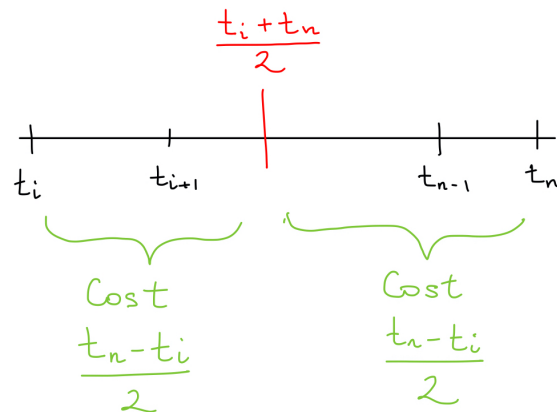 t_i + t_n
2
t_i t_{i+1} t_{n-1} t_n
Cost Cost
t_n - t_i t_n - t_i
2 2